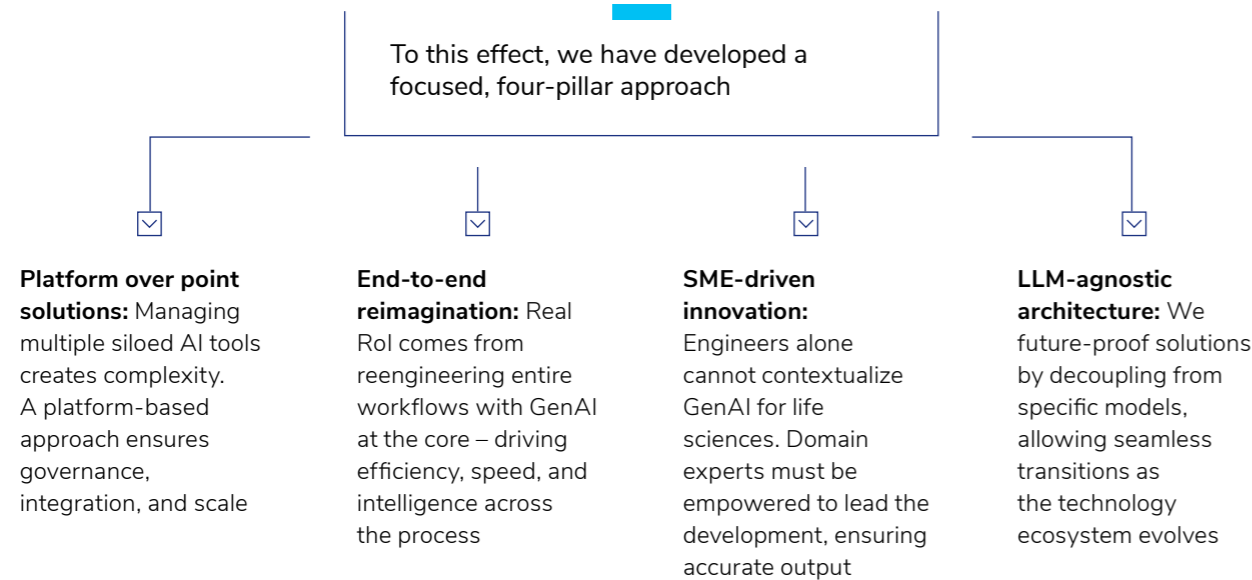 To this effect, we have developed a
focused, four-pillar approach
Platform over point
solutions: Managing
multiple siloed AI tools
creates complexity.
A platform-based
approach ensures
governance,
integration, and scale
End-to-end
reimagination: Real
RoI comes from
reengineering entire
workflows with GenAI
at the core – driving
efficiency, speed, and
intelligence across
the process
SME-driven
innovation:
Engineers alone
cannot contextualize
GenAI for life
sciences. Domain
experts must be
empowered to lead the
development, ensuring
accurate output
LLM-agnostic
architecture: We
future-proof solutions
by decoupling from
specific models,
allowing seamless
transitions as
the technology
ecosystem evolves